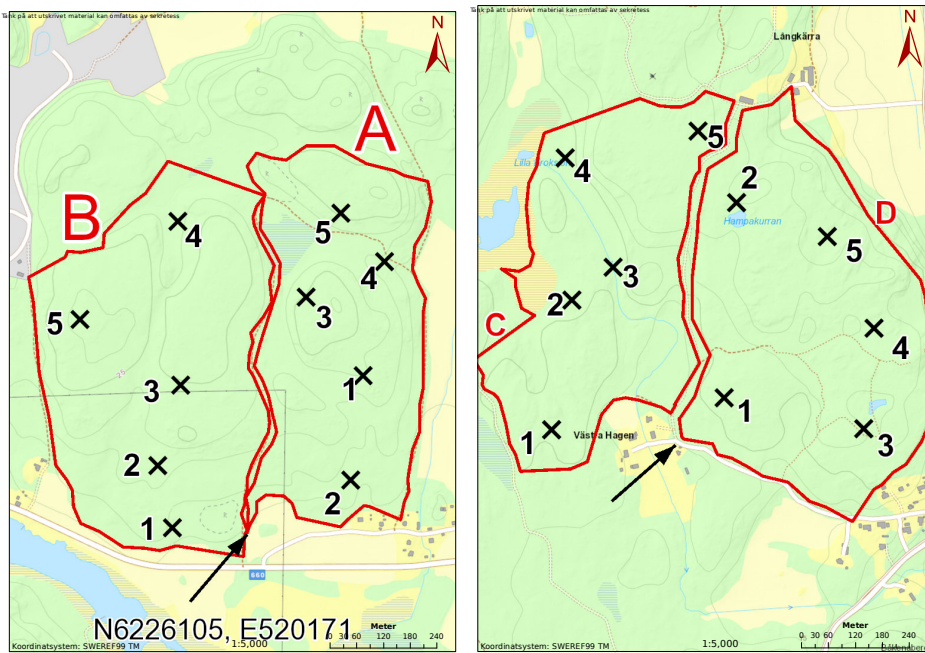 Tänk på att utskrivet material kan omfattas av sekretess
N
A
B
5
4
4
3
5
3
1
2
2
1
25
660
N6226105, E520171
Meter
1:5,000
0 30 60 120 180 240
Koordinatsystem: SWEREF99 TM
Tänk på att utskrivet material kan omfattas av sekretess
N
Långkärra
5
4
2
Hampakurran
D
5
3
2
C
4
1
1
Västra Hagen
3
Meter
1:5,000
0 30 60 120 180 240
Koordinatsystem: SWEREF99 TM